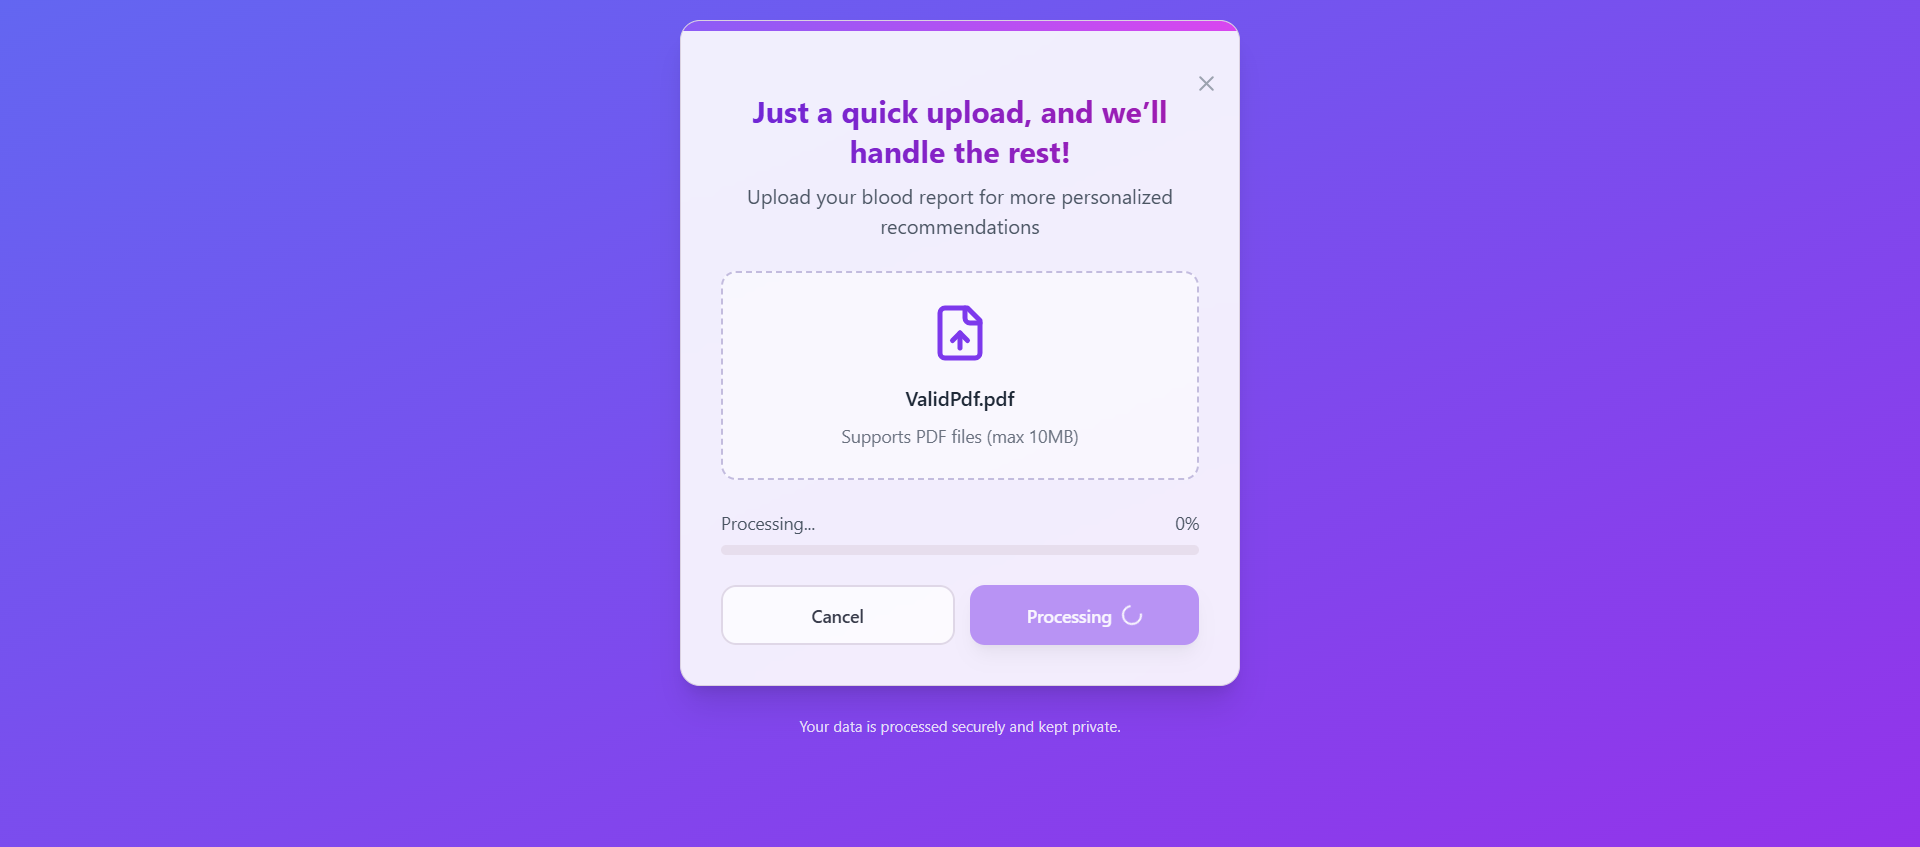 Just a quick upload, and we’ll
handle the rest!
Upload your blood report for more personalized
recommendations
ValidPdf.pdf
Supports PDF files (max 10MB)
Processing... 0%
Cancel Processing
Your data is processed securely and kept private.